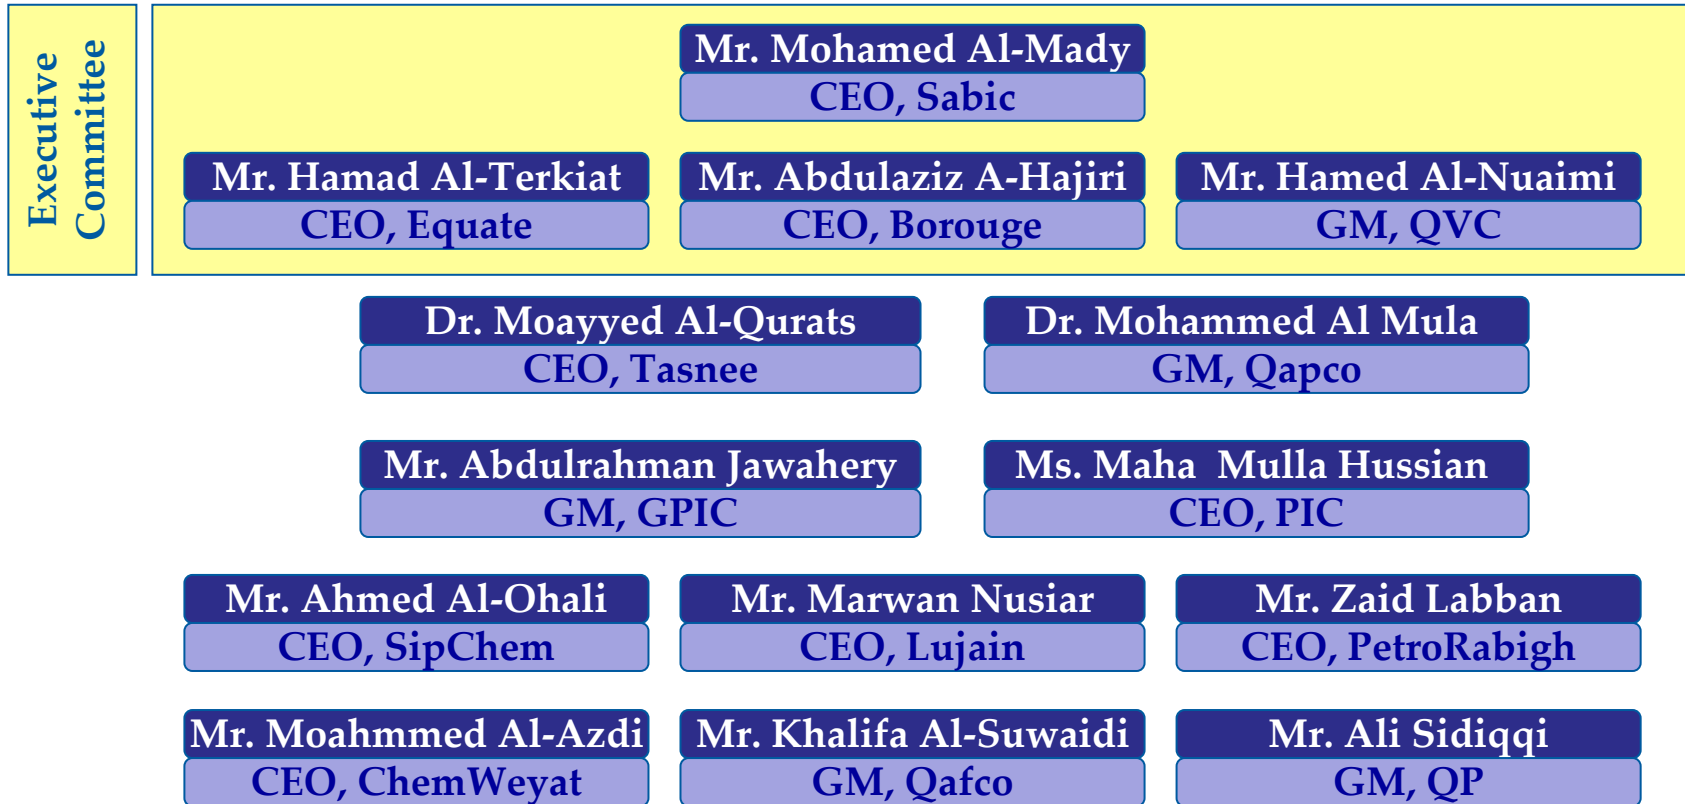 Executive
Committee
Mr. Mohamed Al-Mady
CEO, Sabic
Mr. Hamad Al-Terkiat
CEO, Equate
Mr. Abdulaziz A-Hajiri
CEO, Borouge
Mr. Hamed Al-Nuaimi
GM, QVC
Dr. Moayyed Al-Qurats
CEO, Tasnee
Dr. Mohammed Al Mula
GM, Qapco
Mr. Abdulrahman Jawahery
GM, GPIC
Ms. Maha  Mulla Hussian
CEO, PIC
Mr. Ahmed Al-Ohali
CEO, SipChem
Mr. Marwan Nusiar
CEO, Lujain
Mr. Zaid Labban
CEO, PetroRabigh
Mr. Moahmmed Al-Azdi
CEO, ChemWeyat
Mr. Khalifa Al-Suwaidi
GM, Qafco
Mr. Ali Sidiqqi
GM, QP